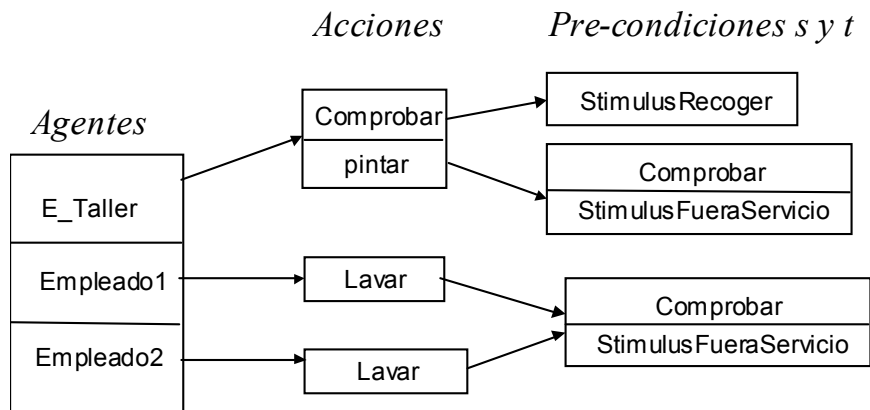 Acciones
Pre-condiciones s y t
Agentes
E_Taller
Empleado1
Empleado2
Comprobar
pintar
Lavar
Lavar
StimulusRecoger
Comprobar
StimulusFueraServicio
Comprobar
StimulusFueraServicio